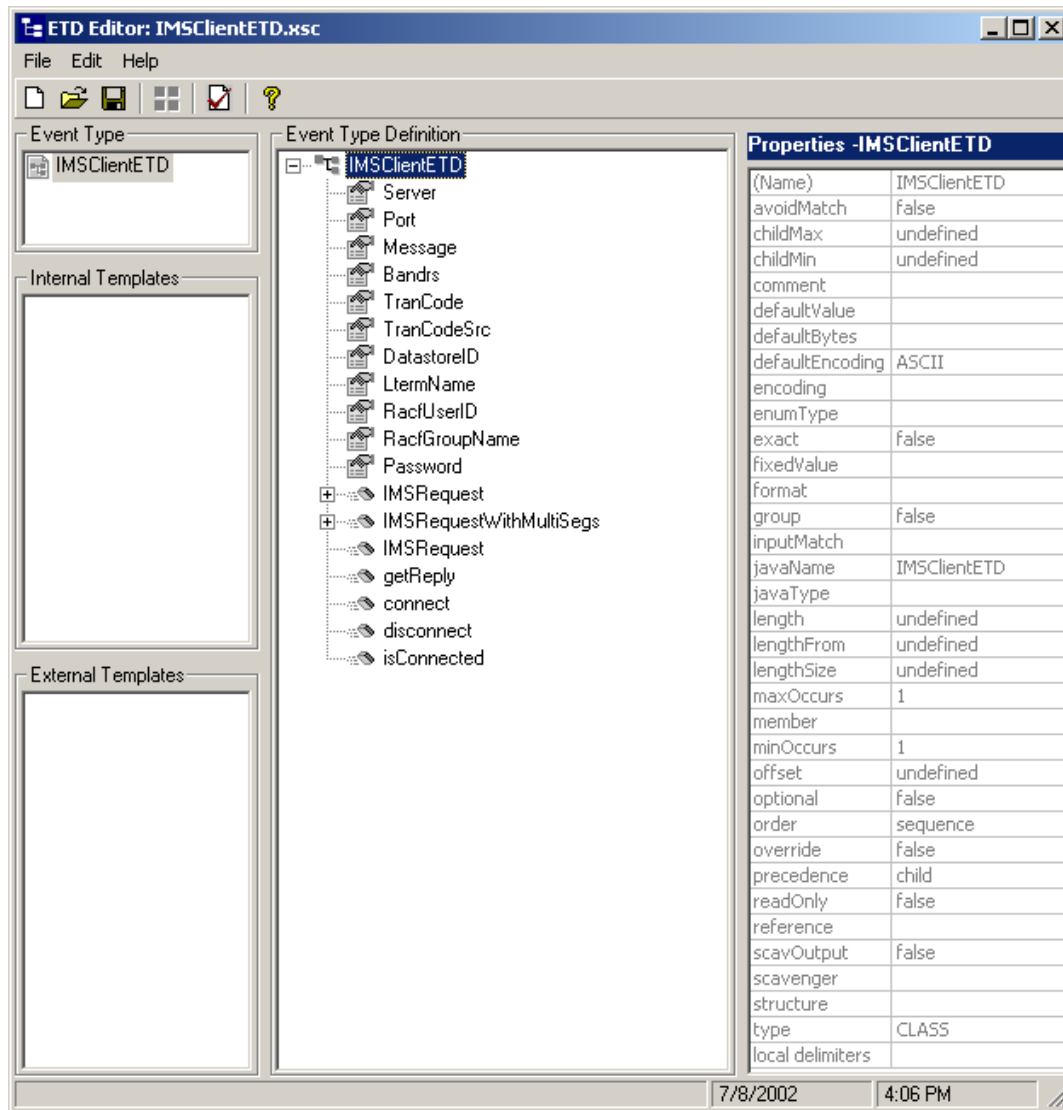 ETD Editor: IMSClientETD.xsc
File Edit Help
Event Type
IMSClientETD
Internal Templates
External Templates
Event Type Definition
IMSClientETD
Server
Port
Message
Bandrs
TranCode
TranCodeSrc
DatastoreID
LtermName
RacfUserID
RacfGroupName
Password
IMSRequest
IMSRequestWithMultiSegs
IMSRequest
getReply
connect
disconnect
isConnected
Properties -IMSClientETD
(Name) IMSClientETD
avoidMatch false
childMax undefined
childMin undefined
comment
defaultValue
defaultBytes
defaultEncoding ASCII
encoding
enumType
exact false
fixedValue
format
group false
inputMatch
javaName IMSClientETD
javaType
length undefined
lengthFrom undefined
lengthSize undefined
maxOccurs 1
member
minOccurs 1
offset undefined
optional false
order sequence
override false
precedence child
readOnly false
reference
scavOutput false
scavenger
structure
type CLASS
local delimiters
7/8/2002 4:06 PM